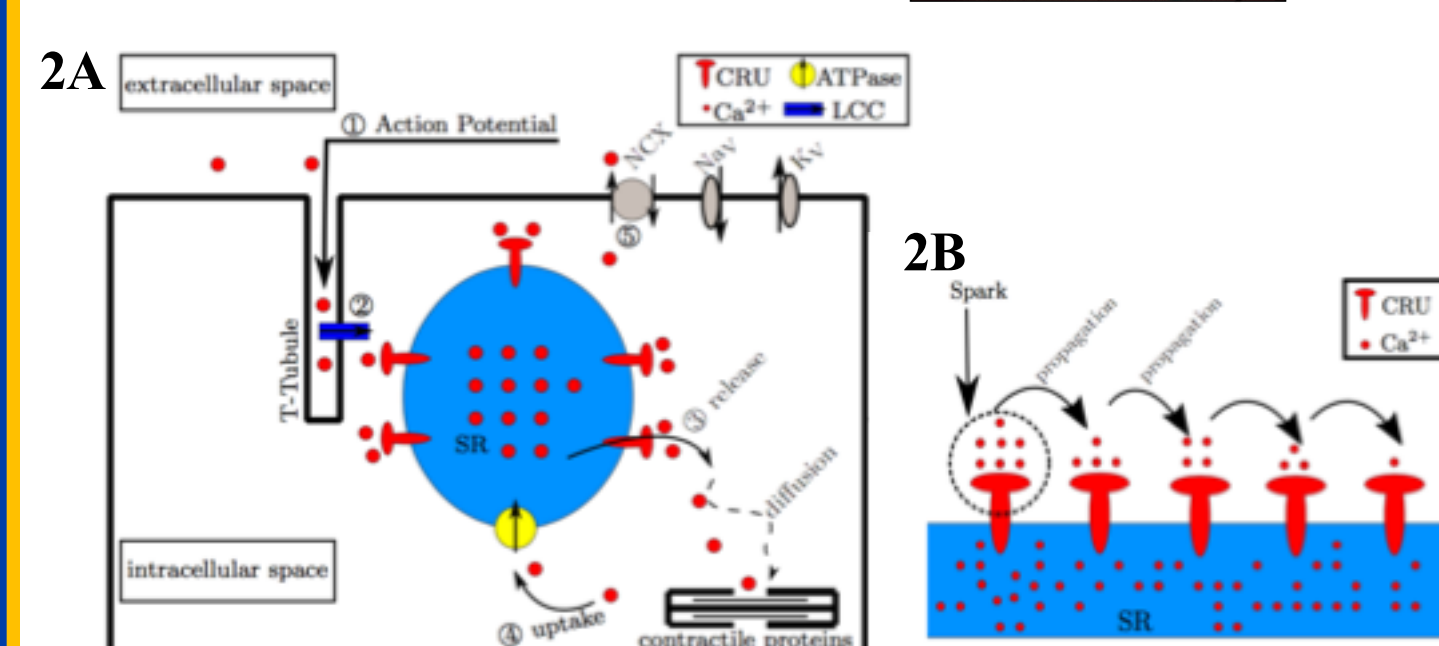 2A
extracellular space
① Action Potential
CRU ATPase
Ca²⁺ LCC
NCX
Nav
Kv
⑤
②
T-Tubule
SR
③ release
diffusion
intracellular space
④ uptake
contractile proteins
2B
Spark
propagation
propagation
CRU
Ca²⁺
SR